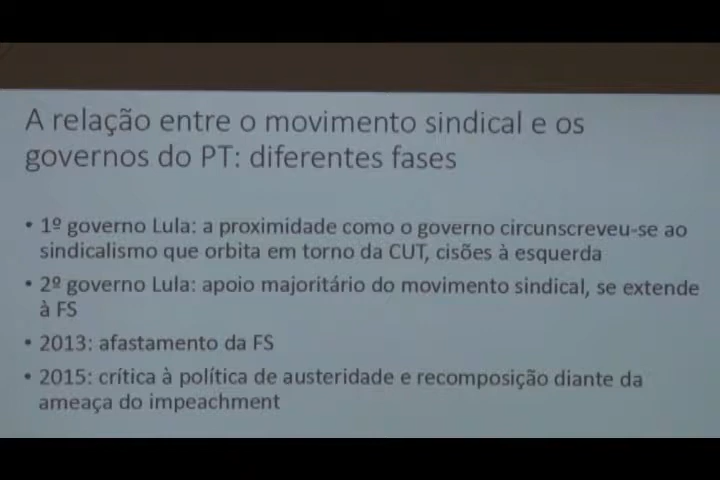 A relação entre o movimento sindical e os
governos do PT: diferentes fases
• 1º governo Lula: a proximidade como o governo circunscreveu-se ao
sindicalismo que orbita em torno da CUT, cisões à esquerda
• 2º governo Lula: apoio majoritário do movimento sindical, se extende
à FS
• 2013: afastamento da FS
• 2015: crítica à política de austeridade e recomposição diante da
ameaça do impeachment